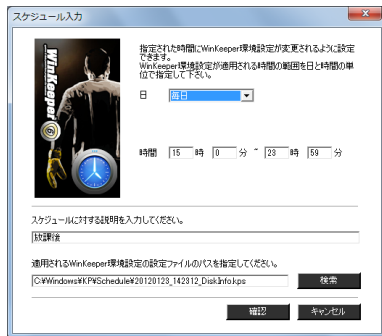 スケジュール入力
WinKeeper
6
指定された時間にWinKeeper環境設定が変更されるように設定
できます。
WinKeeper環境設定が適用される時間の範囲を日と時間の単
位で指定して下さい。
日 毎日
時間 15 時 0 分 ~ 23 時 59 分
スケジュールに対する説明を入力してください。
放課後
適用されるWinKeeper環境設定の設定ファイルのパスを指定してください。
C:¥Windows¥KP¥Schedule¥20120123_142312_DiskInfo.kps 検索
確認 キャンセル